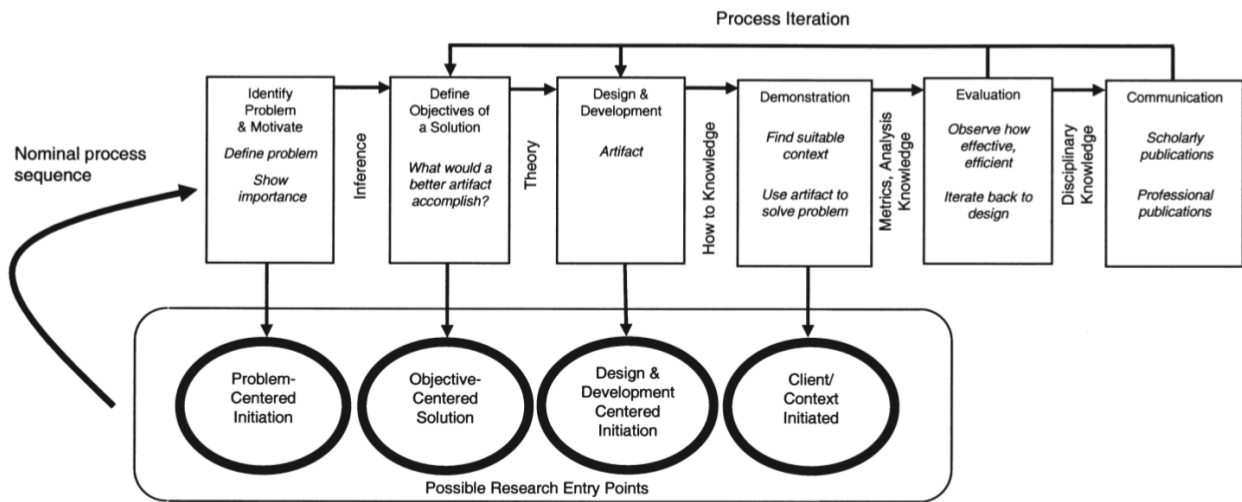 Process Iteration
Nominal process
sequence
Identify
Problem
& Motivate
Define problem
Show
importance
Inference
Define
Objectives of
a Solution
What would a
better artifact
accomplish?
Theory
Design &
Development
Artifact
How to Knowledge
Demonstration
Find suitable
context
Use artifact to
solve problem
Metrics, Analysis
Knowledge
Evaluation
Observe how
effective,
efficient
Iterate back to
design
Disciplinary
Knowledge
Communication
Scholarly
publications
Professional
publications
Problem-
Centered
Initiation
Objective-
Centered
Solution
Design &
Development
Centered
Initiation
Client/
Context
Initiated
Possible Research Entry Points